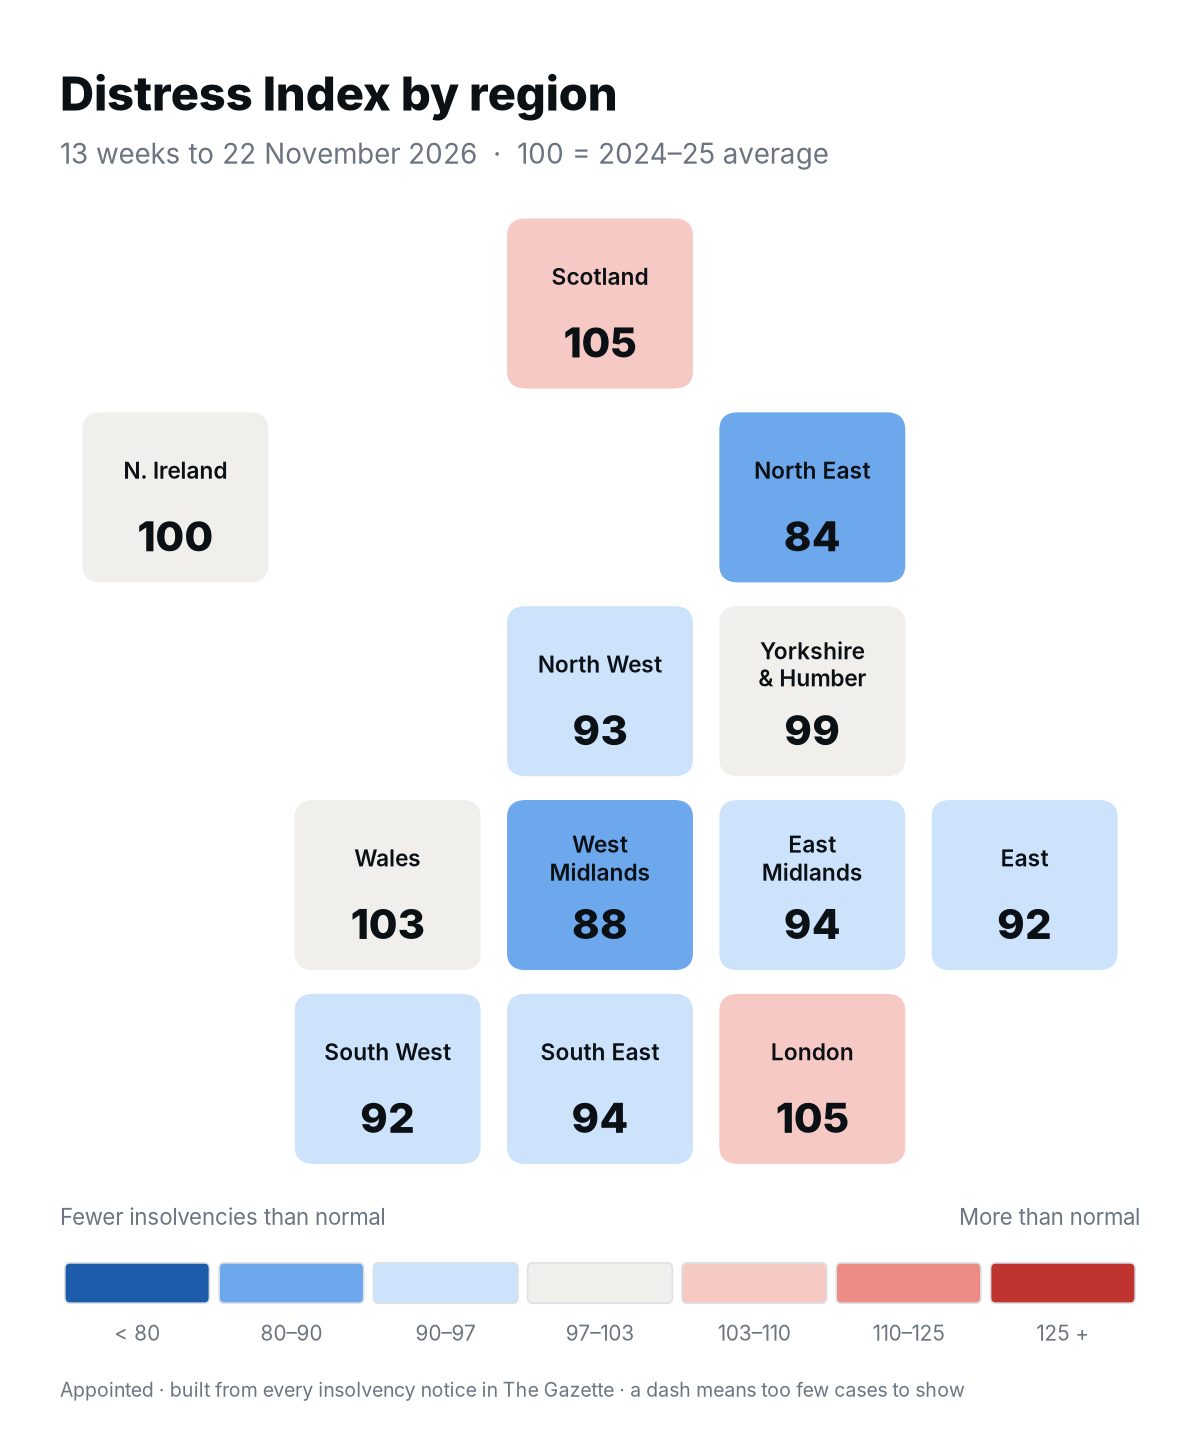 Distress Index by region
13 weeks to 22 November 2026 · 100 = 2024–25 average
Scotland
105
N. Ireland
100
North East
84
North West
93
Yorkshire
& Humber
99
Wales
103
West
Midlands
88
East
Midlands
94
East
92
South West
92
South East
94
London
105
Fewer insolvencies than normal
More than normal
< 80
80–90
90–97
97–103
103–110
110–125
125 +
Appointed · built from every insolvency notice in The Gazette · a dash means too few cases to show